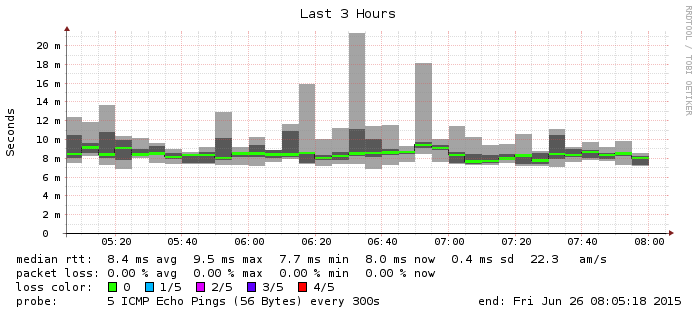 Last 3 Hours
RRDTOOL / TOBI OETIKER
Seconds
20 m
18 m
16 m
14 m
12 m
10 m
8 m
6 m
4 m
2 m
0
05:20 05:40 06:00 06:20 06:40 07:00 07:20 07:40 08:00
median rtt: 8.4 ms avg 9.5 ms max 7.7 ms min 8.0 ms now 0.4 ms sd 22.3 am/s
packet loss: 0.00 % avg 0.00 % max 0.00 % min 0.00 % now
loss color: 0 1/5 2/5 3/5 4/5
probe: 5 ICMP Echo Pings (56 Bytes) every 300s end: Fri Jun 26 08:05:18 2015